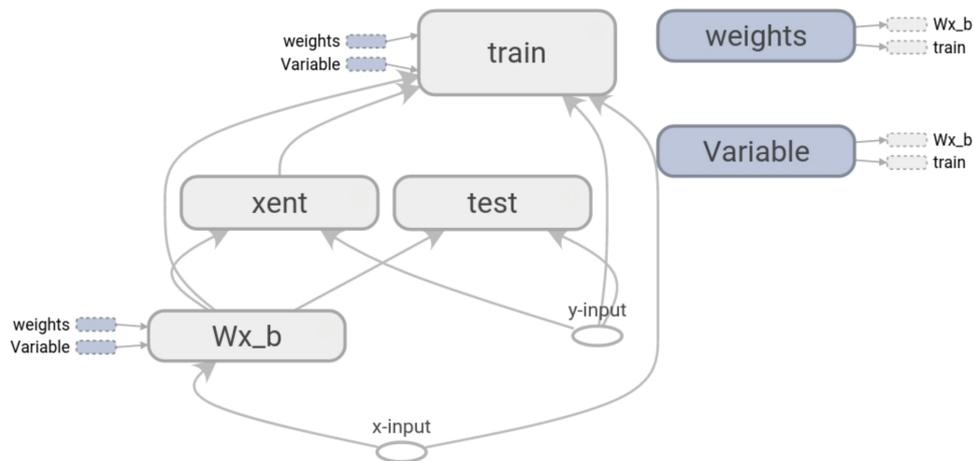 weights
Variable
train
weights
Wx_b
train
Variable
Wx_b
train
xent
test
weights
Variable
Wx_b
y-input
x-input